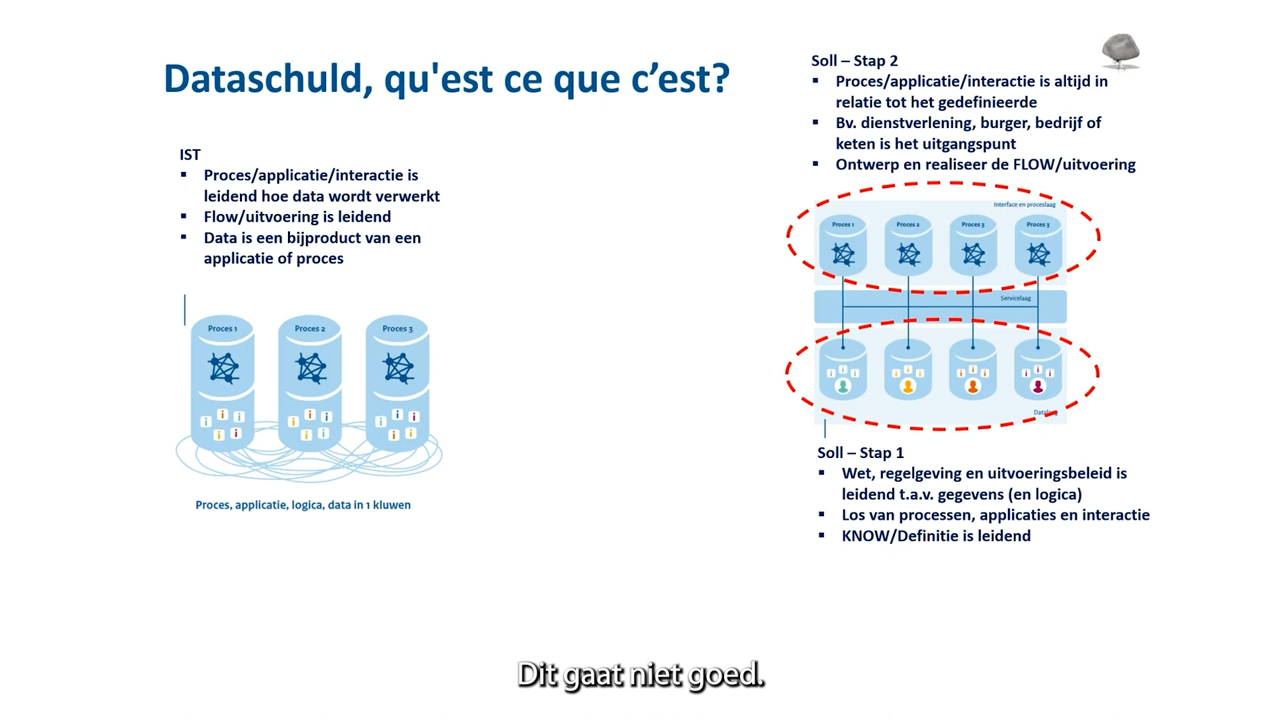 Dataschuld, qu'est ce que c’est?
IST
▪ Proces/applicatie/interactie is
leidend hoe data wordt verwerkt
▪ Flow/uitvoering is leidend
▪ Data is een bijproduct van een
applicatie of proces
Proces 1
Proces 2
Proces 3
Proces, applicatie, logica, data in 1 kluwen
Soll – Stap 2
▪ Proces/applicatie/interactie is altijd in
relatie tot het gedefinieerde
▪ Bv. dienstverlening, burger, bedrijf of
keten is het uitgangspunt
▪ Ontwerp en realiseer de FLOW/uitvoering
Interface en proceslaag
Proces 1
Proces 2
Proces 3
Proces 3
Servicelaag
Datalaag
Soll – Stap 1
▪ Wet, regelgeving en uitvoeringsbeleid is
leidend t.a.v. gegevens (en logica)
▪ Los van processen, applicaties en interactie
▪ KNOW/Definitie is leidend
Dit gaat niet goed.